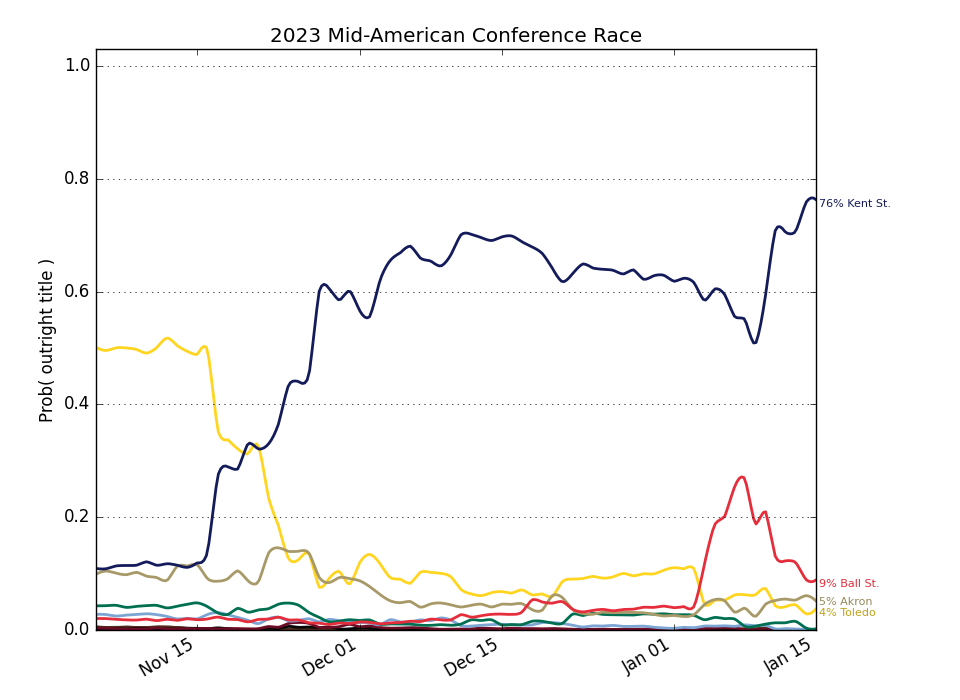 2023 Mid-American Conference Race
Prob( outright title )
1.0
0.8
0.6
0.4
0.2
0.0
76% Kent St.
9% Ball St.
5% Akron
4% Toledo
Nov 15
Dec 01
Dec 15
Jan 01
Jan 15